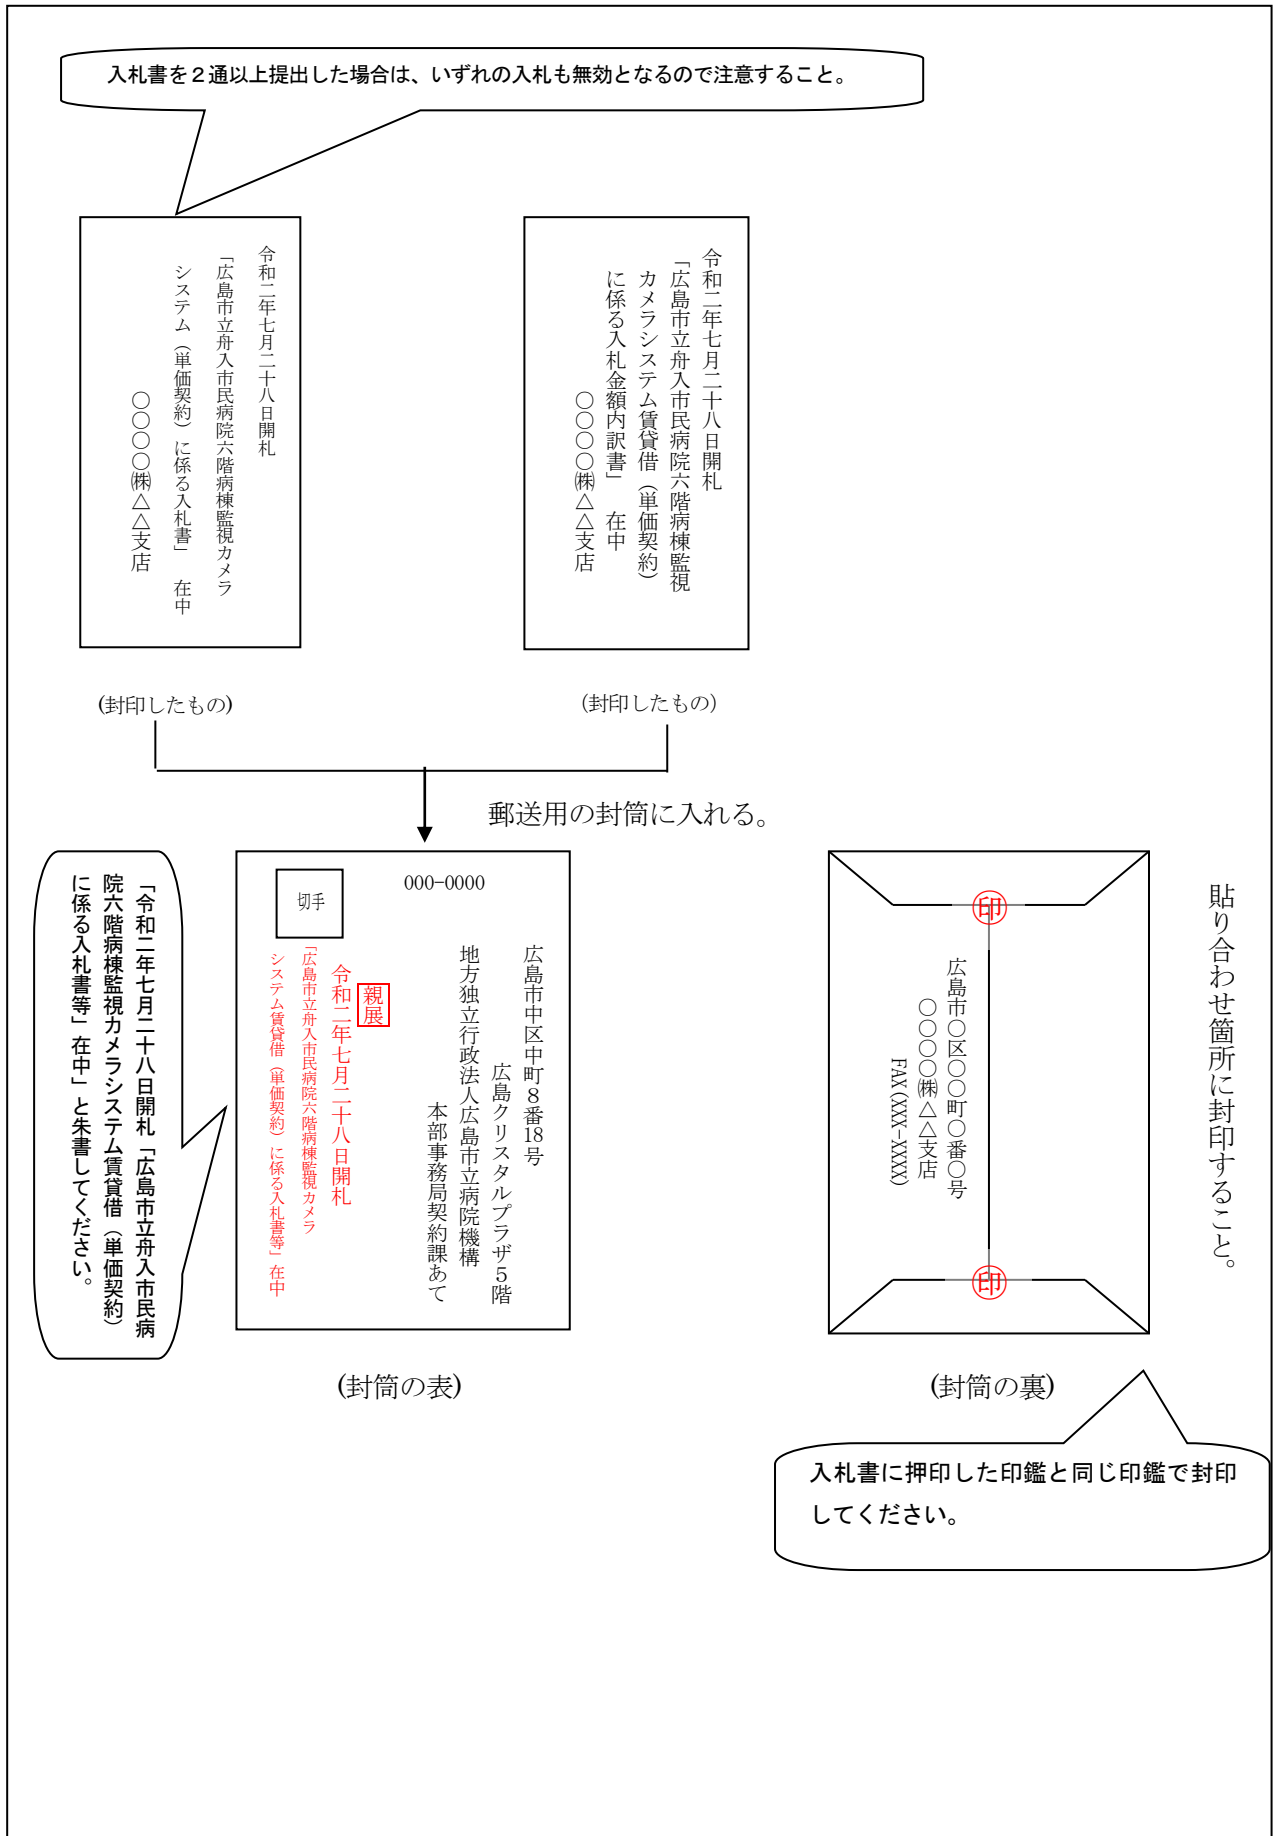 入札書を２通以上提出した場合は、いずれの入札も無効となるので注意すること。
令和二年七月二十八日開札
「広島市立舟入市民病院六階病棟監視カメラ
システム（単価契約）に係る入札書」　在中
○○○○㈱△△支店
令和二年七月二十八日開札
「広島市立舟入市民病院六階病棟監視
カメラシステム賃貸借（単価契約）
に係る入札金額内訳書」　在中
○○○○㈱△△支店
(封印したもの)
（封印したもの）
郵送用の封筒に入れる。
「令和二年七月二十八日開札「広島市立舟入市民病
院六階病棟監視カメラシステム賃貸借（単価契約）
に係る入札書等」在中」と朱書してください。
切手
000-0000
広島市中区中町８番18号
広島クリスタルプラザ５階
地方独立行政法人広島市立病院機構
本部事務局契約課あて
親展
令和二年七月二十八日開札
「広島市立舟入市民病院六階病棟監視カメラ
システム賃貸借（単価契約）に係る入札書等」在中
(封筒の表)
印
広島市○区○○町○番○号
○○○○㈱△△支店
FAX(XXX-XXXX)
印
(封筒の裏)
貼り合わせ箇所に封印すること。
入札書に押印した印鑑と同じ印鑑で封印
してください。